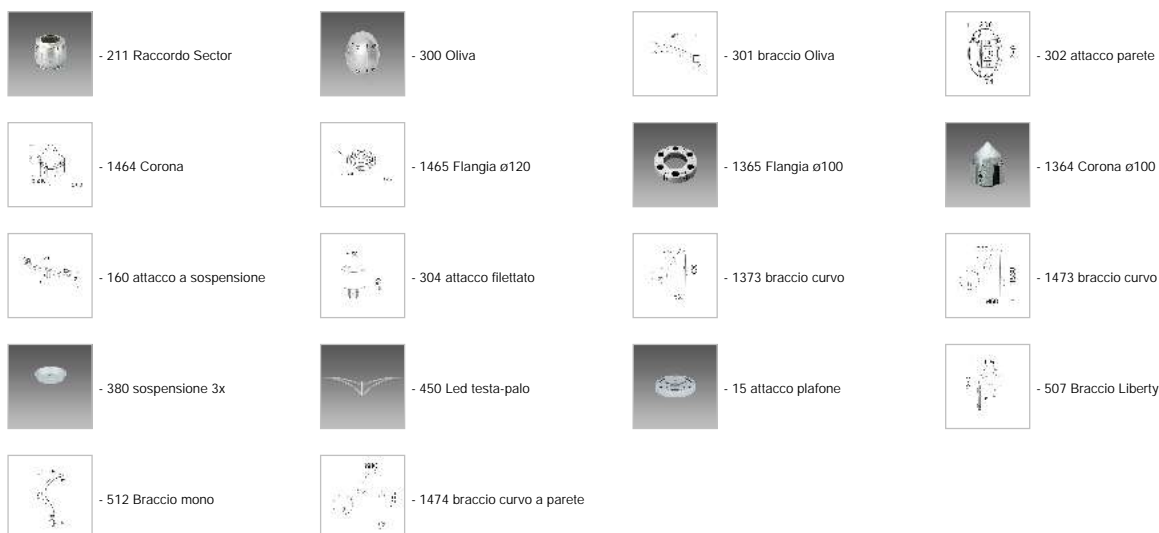 - 211 Raccordo Sector
- 300 Oliva
- 301 braccio Oliva
- 302 attacco parete
- 1464 Corona
- 1465 Flangia ø120
- 1365 Flangia ø100
- 1364 Corona ø100
- 160 attacco a sospensione
- 304 attacco filettato
- 1373 braccio curvo
- 1473 braccio curvo
- 380 sospensione 3x
- 450 Led testa-palo
- 15 attacco plafone
- 507 Braccio Liberty
- 512 Braccio mono
- 1474 braccio curvo a parete